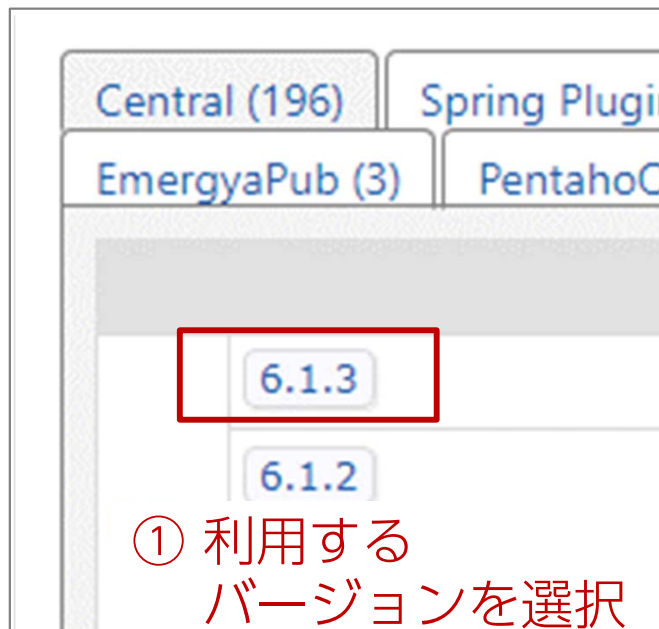 Central (196)
Spring Plugi
EmergyaPub (3)
Pentaho
6.1.3
6.1.2
① 利用する
バージョンを選択